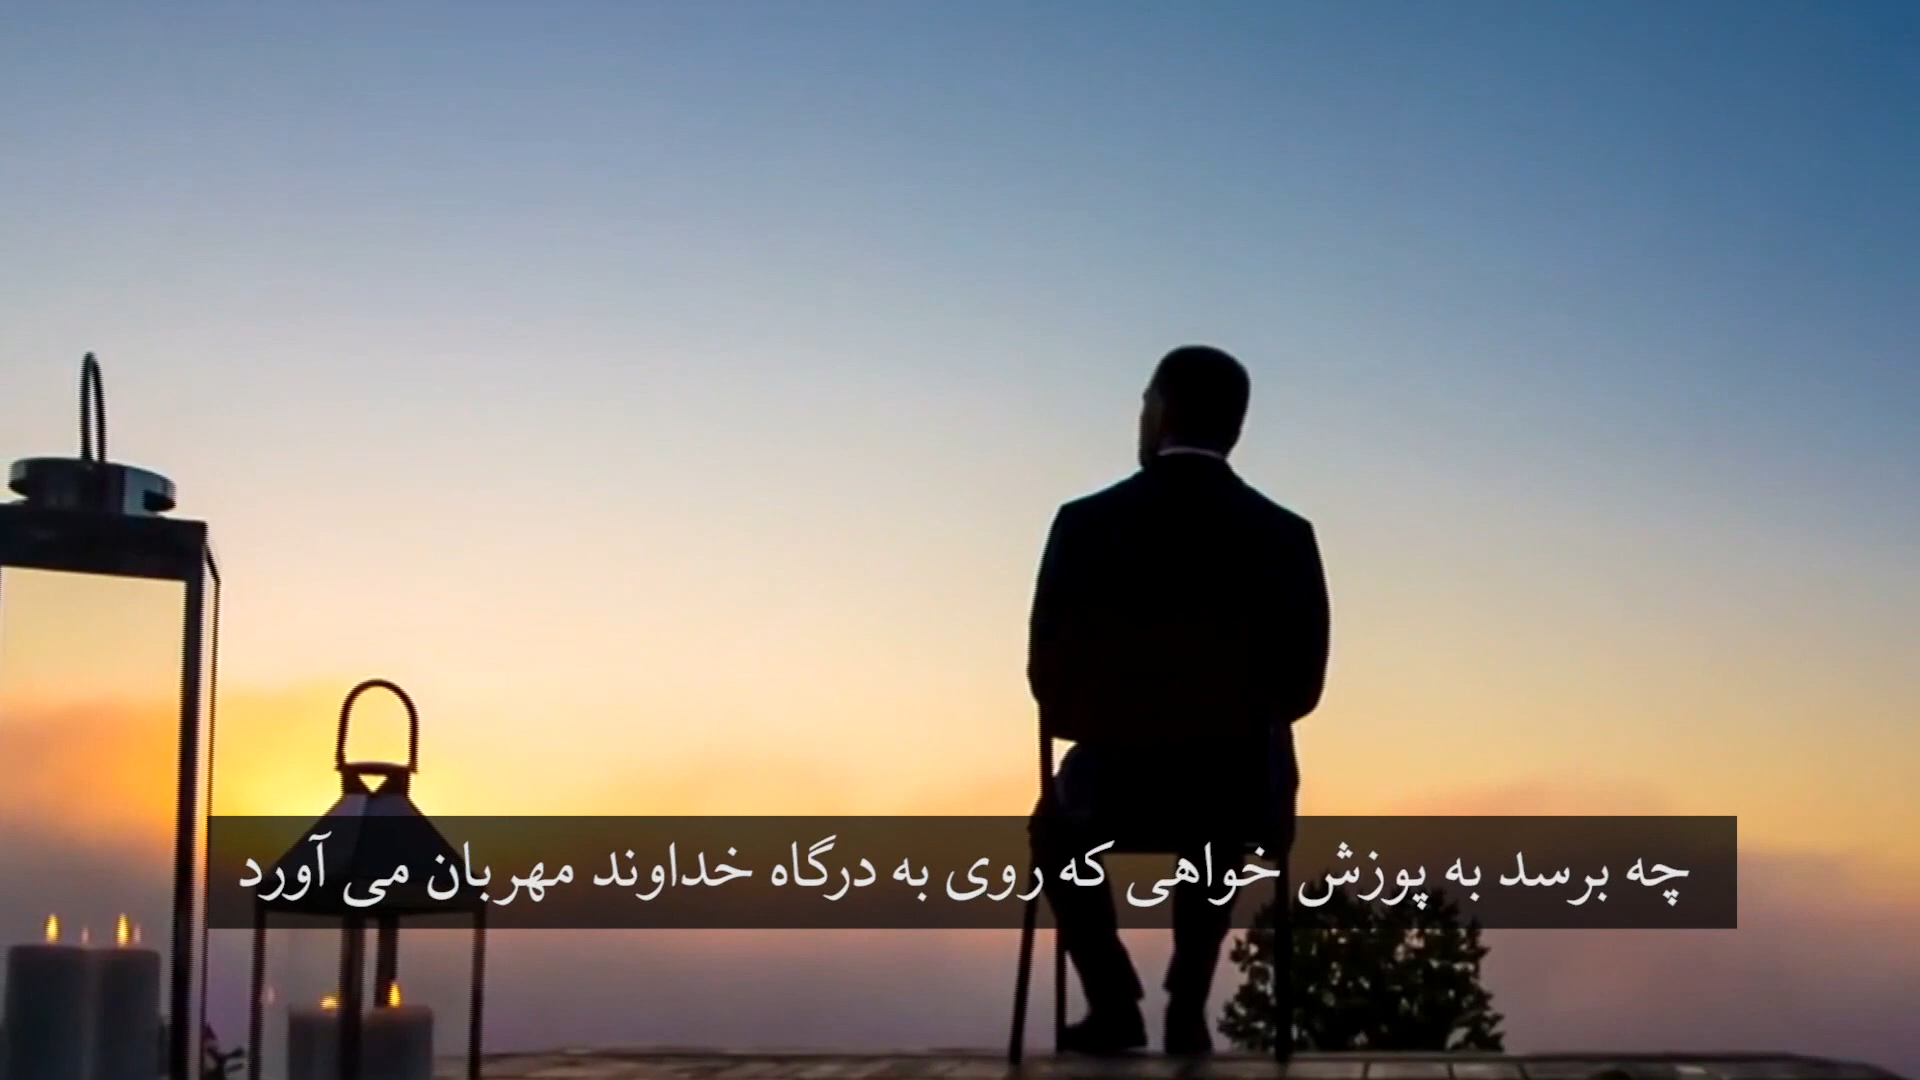 چه برسد به پوزش خواهی که روی به درگاه خداوند مهربان می آورد